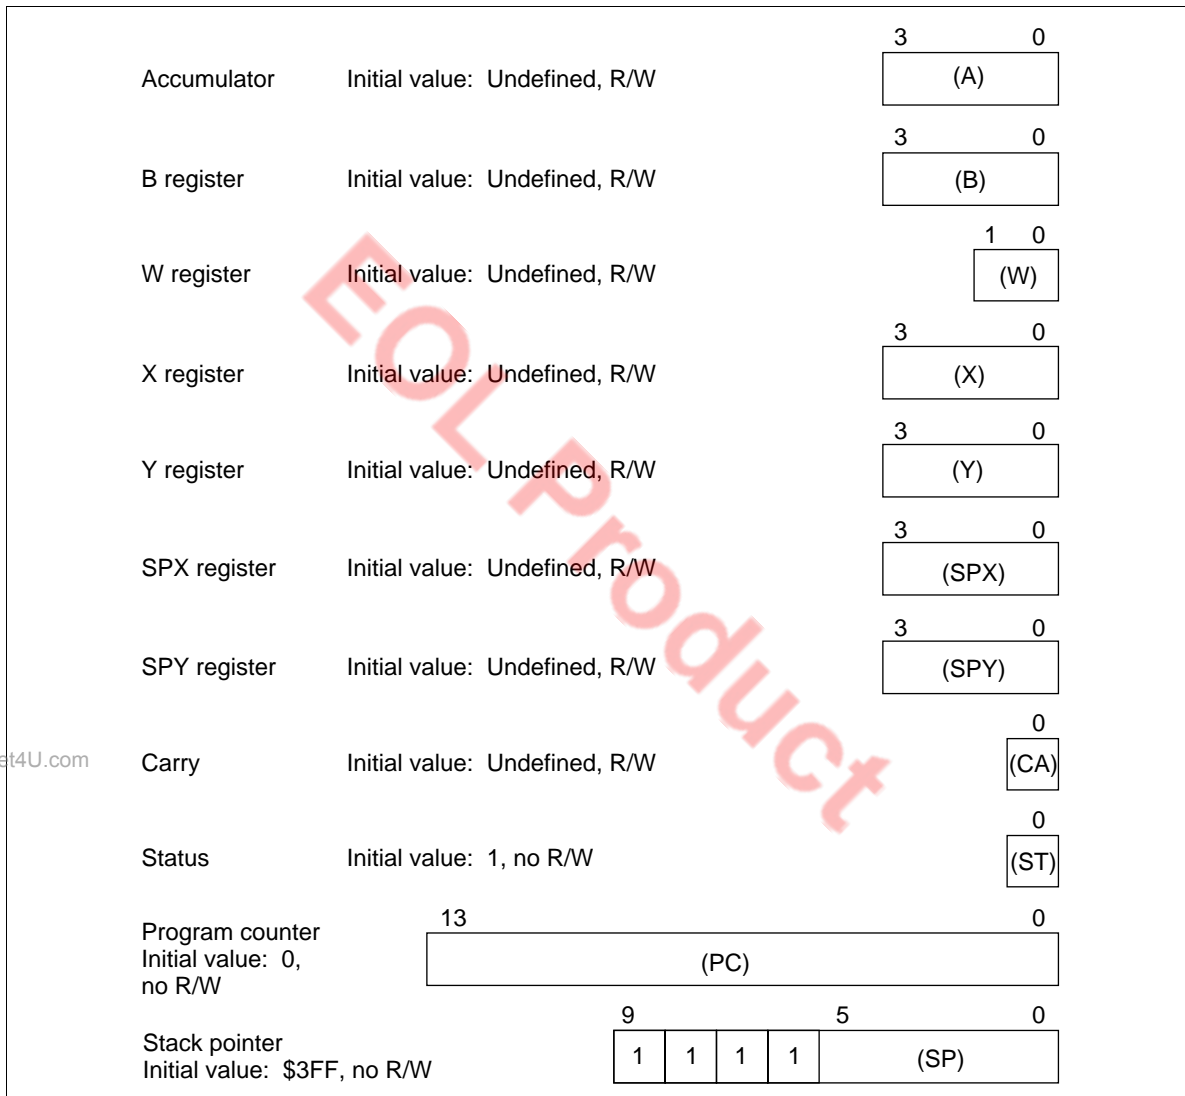 3 0
Accumulator Initial value: Undefined, R/W (A)
3 0
B register Initial value: Undefined, R/W (B)
1 0
W register Initial value: Undefined, R/W (W)
3 0
X register Initial value: Undefined, R/W (X)
3 0
Y register Initial value: Undefined, R/W (Y)
3 0
SPX register Initial value: Undefined, R/W (SPX)
3 0
SPY register Initial value: Undefined, R/W (SPY)
0
et4U.com Carry Initial value: Undefined, R/W (CA)
0
Status Initial value: 1, no R/W (ST)
13 0
Program counter
Initial value: 0, (PC)
no R/W
9 5 0
Stack pointer
1 1 1 1 (SP)
Initial value: $3FF, no R/W
EOL Product